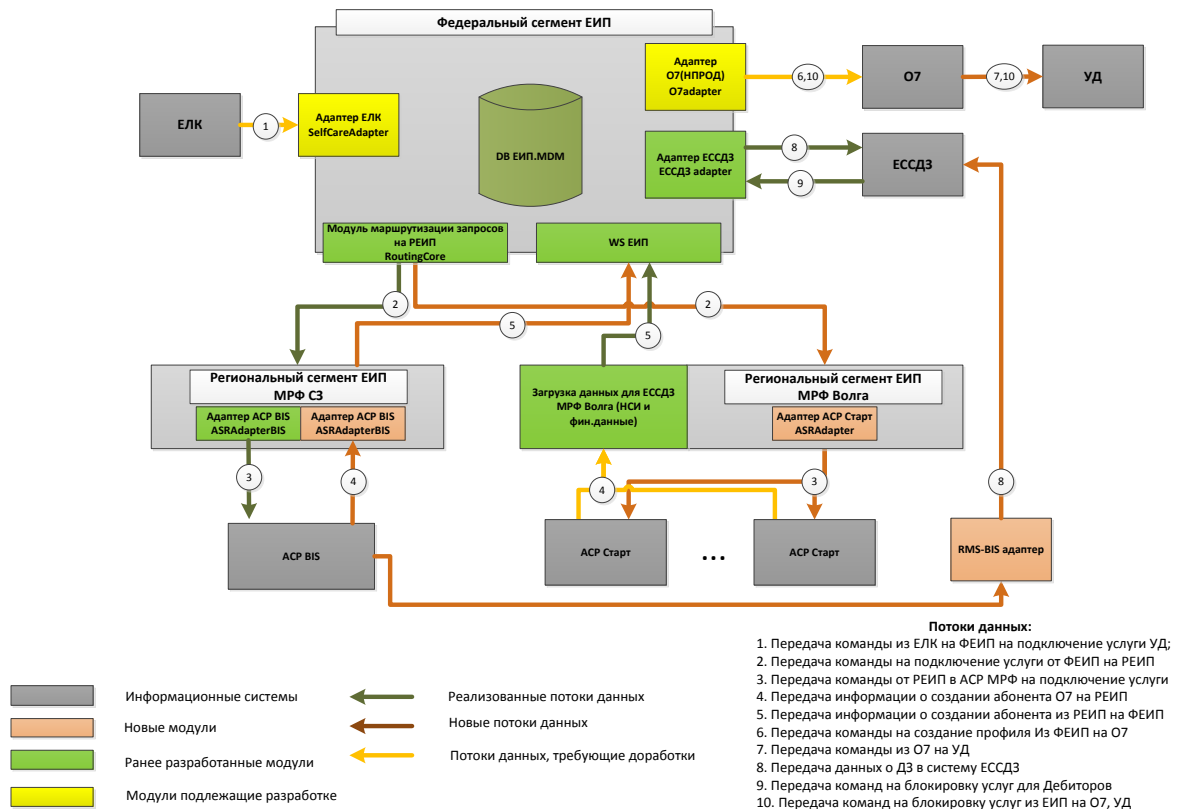 Федеральный сегмент ЕИП
Адаптер
О7(НПРОД)
O7adapter
6,10
О7
7,10
УД
ЕЛК
1
Адаптер ЕЛК
SelfCareAdapter
DB ЕИП.MDM
Адаптер ЕССДЗ
ЕССДЗ adapter
8
9
ЕССДЗ
Модуль маршрутизации запросов
на РЕИП
RoutingCore
WS ЕИП
2
5
2
5
Региональный сегмент ЕИП
МРФ СЗ
Адаптер АСР BIS
ASRAdapterBIS
Адаптер АСР BIS
ASRAdapterBIS
Загрузка данных для ЕССДЗ
МРФ Волга (НСИ и
фин.данные)
Региональный сегмент ЕИП
МРФ Волга
Адаптер АСР Старт
ASRAdapter
3
4
4
3
8
АСР BIS
АСР Старт
...
АСР Старт
RMS-BIS адаптер
Потоки данных:
1. Передача команды из ЕЛК на ФЕИП на подключение услуги УД;
2. Передача команды на подключение услуги от ФЕИП на РЕИП
3. Передача команды от РЕИП в АСР МРФ на подключение услуги
4. Передача информации о создании абонента О7 на РЕИП
5. Передача информации о создании абонента из РЕИП на ФЕИП
6. Передача команды на создание профиля Из ФЕИП на О7
7. Передача команды из О7 на УД
8. Передача данных о ДЗ в систему ЕССДЗ
9. Передача команд на блокировку услуг для Дебиторов
10. Передача команд на блокировку услуг из ЕИП на О7, УД
Информационные системы
Новые модули
Ранее разработанные модули
Модули подлежащие разработке
Реализованные потоки данных
Новые потоки данных
Потоки данных, требующие доработки